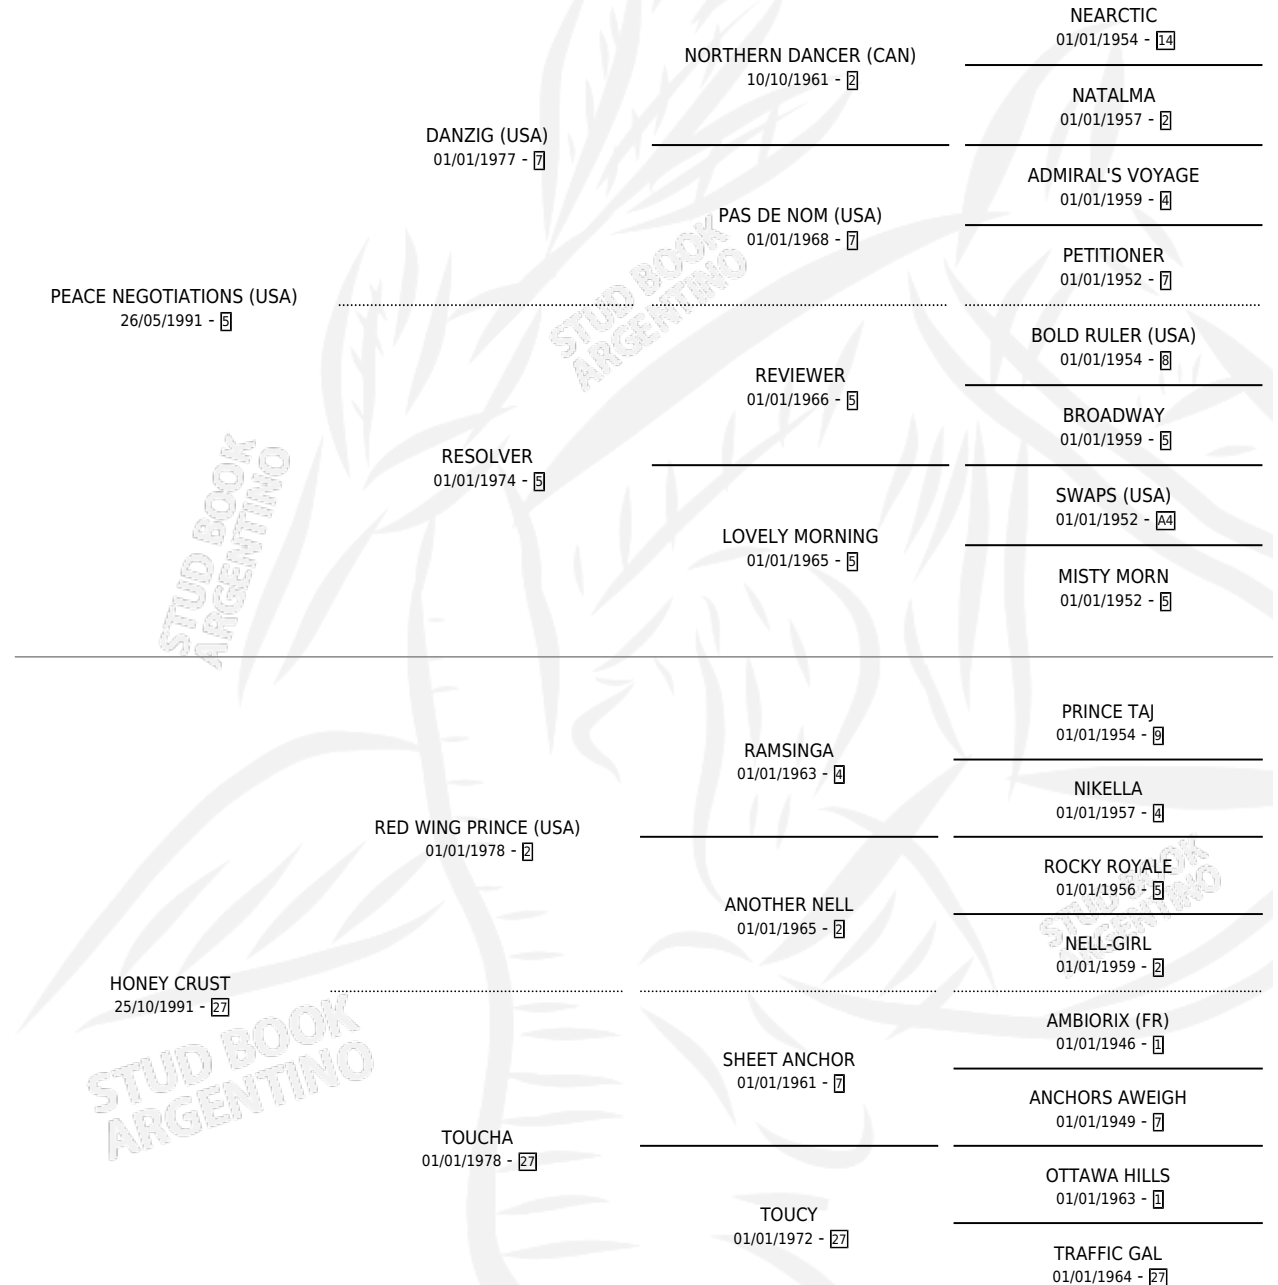 NEARCTIC
01/01/1954 - 14
NORTHERN DANCER (CAN)
10/10/1961 - 2
NATALMA
01/01/1957 - 2
DANZIG (USA)
01/01/1977 - 7
ADMIRAL'S VOYAGE
01/01/1959 - 4
PAS DE NOM (USA)
01/01/1968 - 7
PETITIONER
01/01/1952 - 7
PEACE NEGOTIATIONS (USA)
26/05/1991 - 5
STUD BOOK
ARGENTINO
BOLD RULER (USA)
01/01/1954 - 8
REVIEWER
01/01/1966 - 5
BROADWAY
01/01/1959 - 5
RESOLVER
01/01/1974 - 5
SWAPS (USA)
01/01/1952 - A4
LOVELY MORNING
01/01/1965 - 5
MISTY MORN
01/01/1952 - 5
STUD BOOK
ARGENTINO
PRINCE TAJ
01/01/1954 - 9
RAMSINGA
01/01/1963 - 4
NIKELLA
01/01/1957 - 4
RED WING PRINCE (USA)
01/01/1978 - 2
ROCKY ROYALE
01/01/1956 - 5
ANOTHER NELL
01/01/1965 - 2
NELL-GIRL
01/01/1959 - 2
STUD BOOK
ARGENTINO
HONEY CRUST
25/10/1991 - 27
AMBIORIX (FR)
01/01/1946 - 1
SHEET ANCHOR
01/01/1961 - 7
ANCHORS AWEIGH
01/01/1949 - 7
STUD BOOK
ARGENTINO
TOUCHA
01/01/1978 - 27
OTTAWA HILLS
01/01/1963 - 1
TOUCY
01/01/1972 - 27
TRAFFIC GAL
01/01/1964 - 27